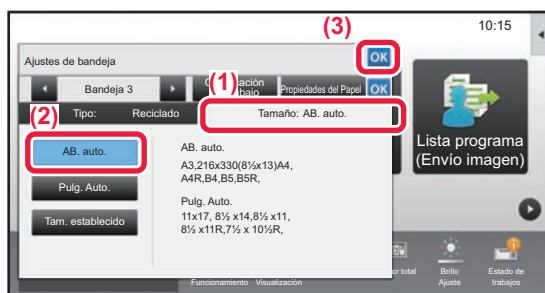 (3)
10:15
Ajustes de bandeja
OK
(1)
Bandeja 3
Propiedades del Papel
OK
(2)
Tipo: Reciclado
Tamaño: AB. auto.
AB. auto.
Pulg. Auto.
Tam. establecido
AB. auto.
A3,216x330(8½x13)A4,
A4R,B4,B5,B5R,
Pulg. Auto.
11x17, 8½ x14,8½ x11,
8½ x11R,7½ x 10½R,
Lista programa
(Envío imagen)
Funcionamiento Visualización
total
Brillo
Ajuste
Estado de
trabajos